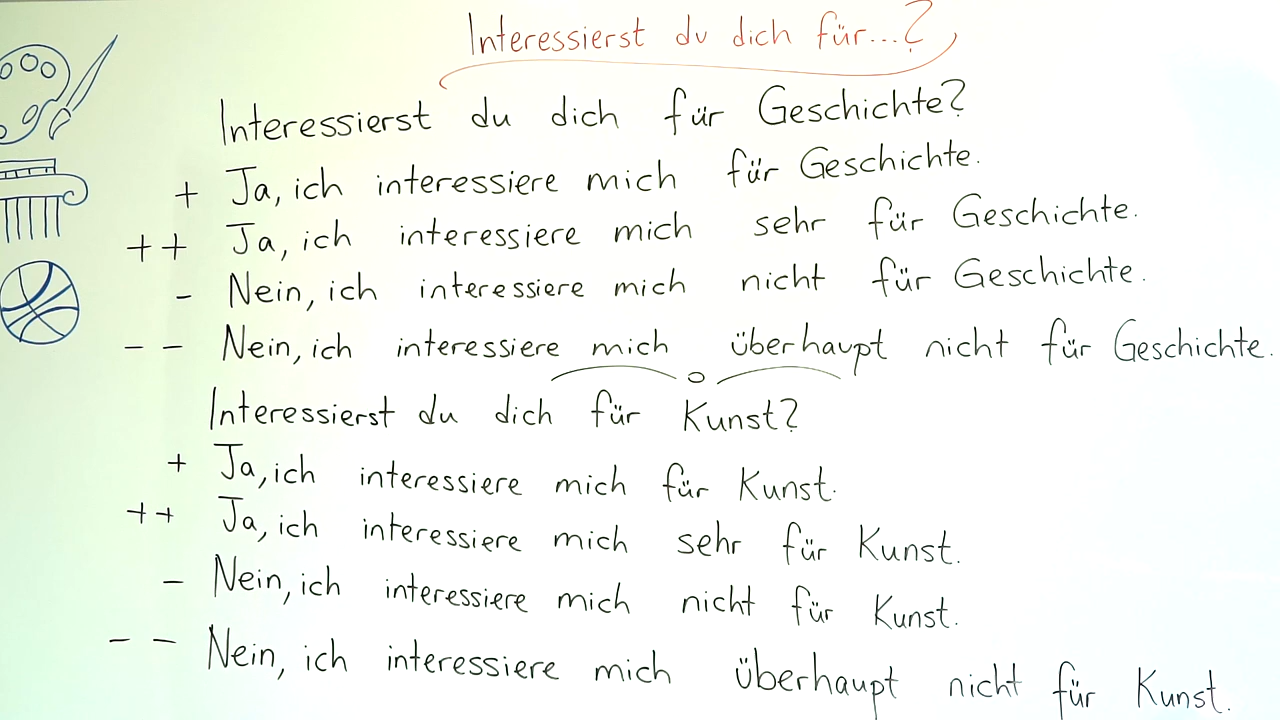 Interessierst du dich für...?
Interessierst du dich für Geschichte?
+ Ja, ich interessiere mich für Geschichte.
++ Ja, ich interessiere mich sehr für Geschichte.
- Nein, ich interessiere mich nicht für Geschichte.
-- Nein, ich interessiere mich überhaupt nicht für Geschichte.
Interessierst du dich für Kunst?
+ Ja, ich interessiere mich für Kunst.
++ Ja, ich interessiere mich sehr für Kunst.
- Nein, ich interessiere mich nicht für Kunst.
-- Nein, ich interessiere mich überhaupt nicht für Kunst.